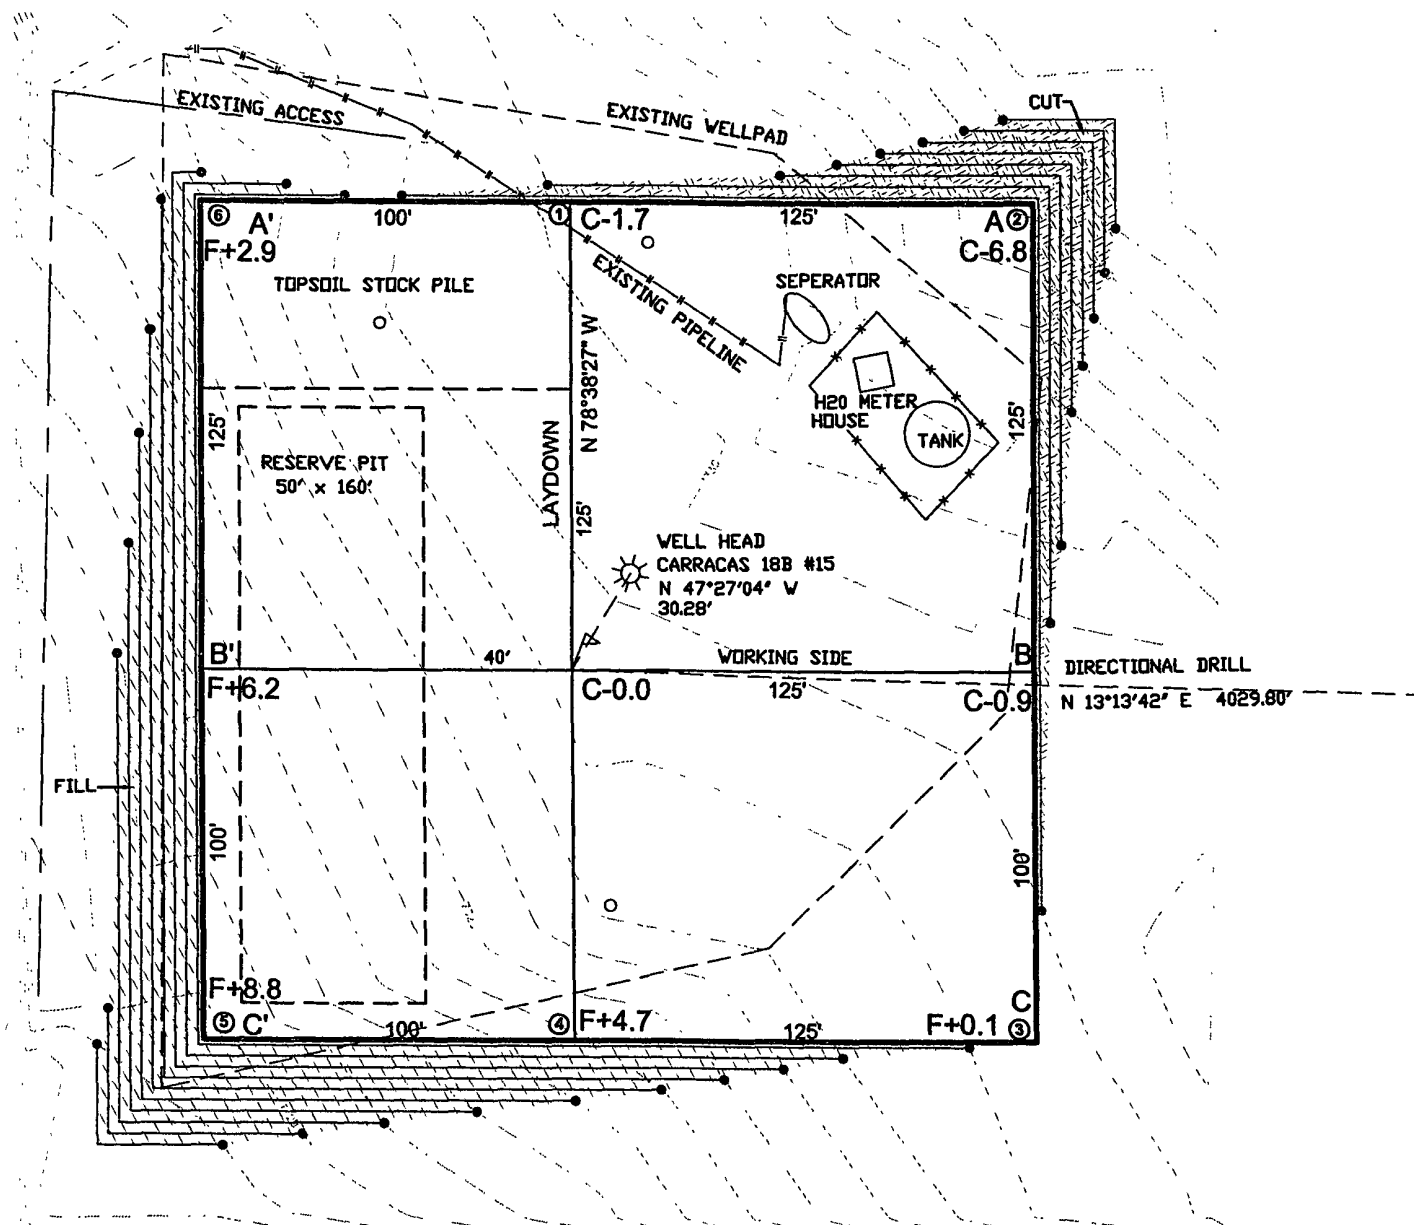 EXISTING ACCESS
EXISTING WELLPAD
CUT
⑥ A' 100' ① C-1.7 125' A ②
F+2.9 C-6.8
TOPSOIL STOCK PILE
SEPERATOR
EXISTING PIPELINE
N 78°38'27" W
H20 METER
HOUSE
TANK
125'
125'
RESERVE PIT
50' x 160'
LAYDOWN
125'
WELL HEAD
CARRACAS 18B #15
N 47°27'04" W
30.28'
B' 40' WORKING SIDE B DIRECTIONAL DRILL
F+6.2 C-0.0 125' C-0.9 N 13°13'42" E 4029.80'
FILL
100'
100'
F+8.8 C
⑤ C' 100' ④ F+4.7 125' F+0.1 ③